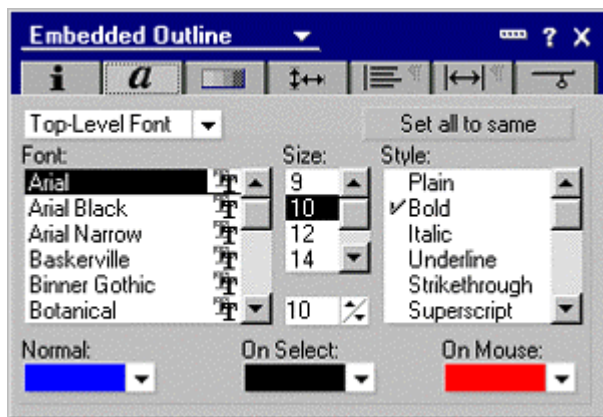 Embedded Outline ?
i a
Top-Level Font Set all to same
Font: Size: Style:
Arial 9 Plain
Arial Black 10 Bold
Arial Narrow 12 Italic
Baskerville 14 Underline
Binner Gothic Strikethrough
Botanical 10 Superscript
Normal: On Select: On Mouse: